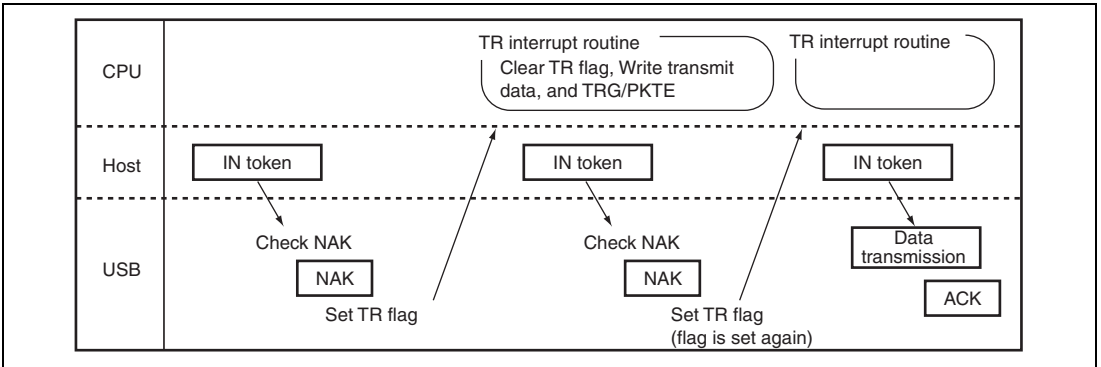 CPU
TR interrupt routine
Clear TR flag, Write transmit
data, and TRG/PKTE
TR interrupt routine
Host
IN token
IN token
IN token
USB
Check NAK
NAK
Set TR flag
Check NAK
NAK
Set TR flag
(flag is set again)
Data
transmission
ACK